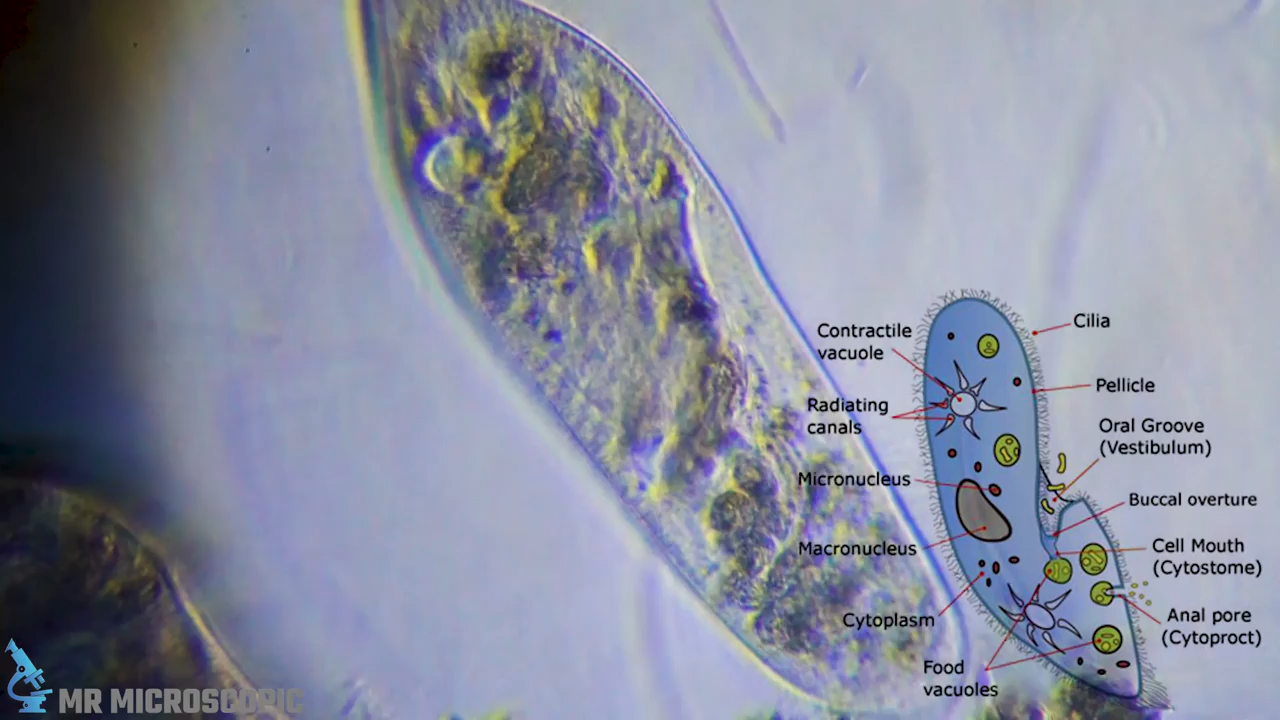 Contractile
vacuole
Radiating
canals
Micronucleus
Macronucleus
Cytoplasm
Food
vacuoles
Cilia
Pellicle
Oral Groove
(Vestibulum)
Buccal overture
Cell Mouth
(Cytostome)
Anal pore
(Cytoproct)
MR MICROSCOPIC